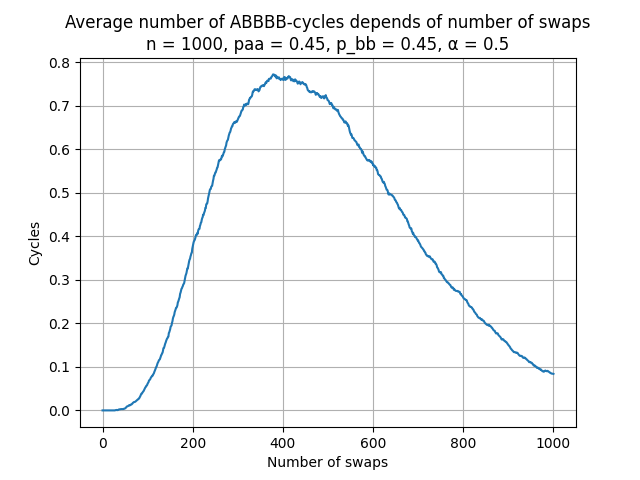 Average number of ABBBB-cycles depends of number of swaps
n = 1000, paa = 0.45, p_bb = 0.45, α = 0.5
0.8
0.7
0.6
0.5
0.4
0.3
0.2
0.1
0.0
Cycles
0 200 400 600 800 1000
Number of swaps